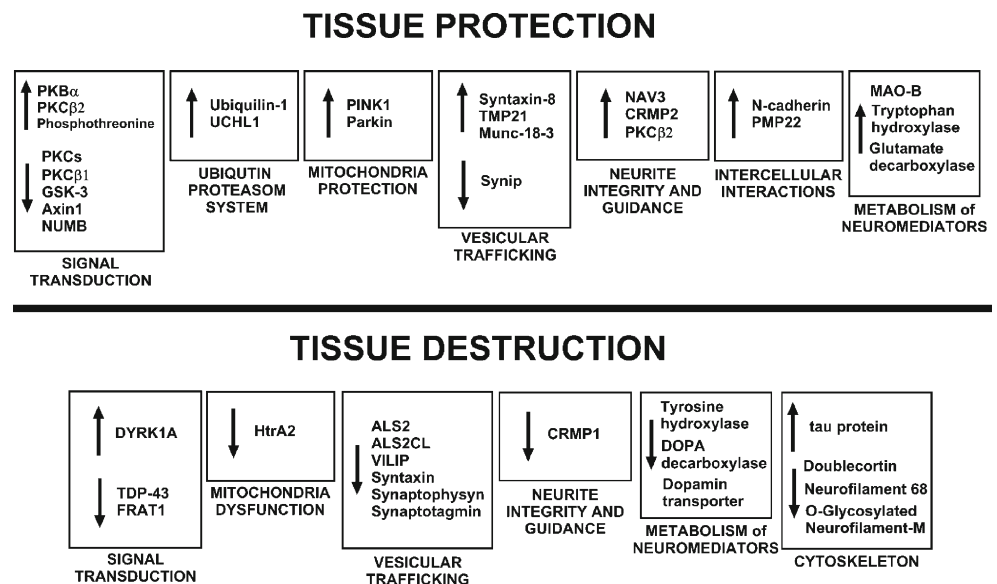 TISSUE PROTECTION
PKBα
PKCβ2
Phosphothreonine
PKCs
PKCβ1
GSK-3
Axin1
NUMB
SIGNAL
TRANSDUCTION
Ubiquilin-1
UCHL1
UBIQUTIN
PROTEASOM
SYSTEM
PINK1
Parkin
MITOCHONDRIA
PROTECTION
Syntaxin-8
TMP21
Munc-18-3
Synip
VESICULAR
TRAFFICKING
NAV3
CRMP2
PKCβ2
NEURITE
INTEGRITY AND
GUIDANCE
N-cadherin
PMP22
INTERCELLULAR
INTERACTIONS
MAO-B
Tryptophan
hydroxylase
Glutamate
decarboxylase
METABOLISM of
NEUROMEDIATORS
TISSUE DESTRUCTION
DYRK1A
TDP-43
FRAT1
SIGNAL
TRANSDUCTION
HtrA2
MITOCHONDRIA
DYSFUNCTION
ALS2
ALS2CL
VILIP
Syntaxin
Synaptophysyn
Synaptotagmin
VESICULAR
TRAFFICKING
CRMP1
NEURITE
INTEGRITY AND
GUIDANCE
Tyrosine
hydroxylase
DOPA
decarboxylase
Dopamin
transporter
METABOLISM of
NEUROMEDIATORS
tau protein
Doublecortin
Neurofilament 68
O-Glycosylated
Neurofilament-M
CYTOSKELETON